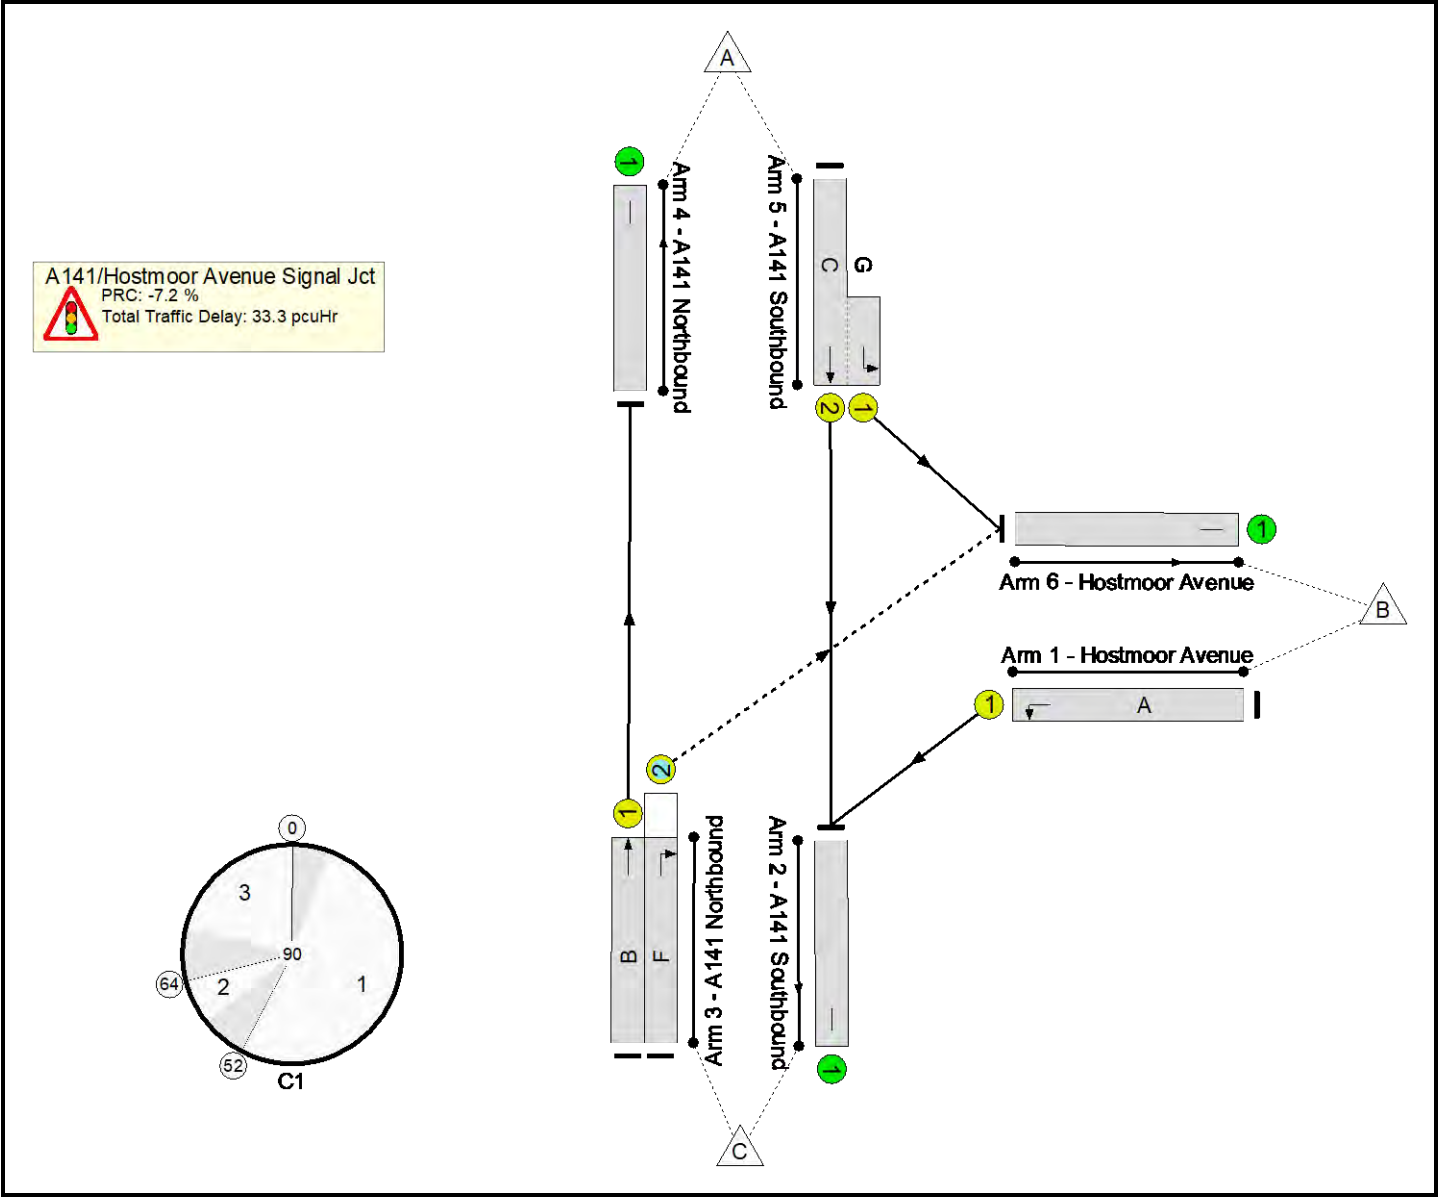 A
1
Arm 4 - A141 Northbound
Arm 5 - A141 Southbound
C
G
A141/Hostmoor Avenue Signal Jct
PRC: -7.2 %
Total Traffic Delay: 33.3 pcuHr
2
1
1
Arm 6 - Hostmoor Avenue
B
Arm 1 - Hostmoor Avenue
1
A
2
1
B
F
Arm 3 - A141 Northbound
Arm 2 - A141 Southbound
1
0
3
90
1
2
64
52
C1
C